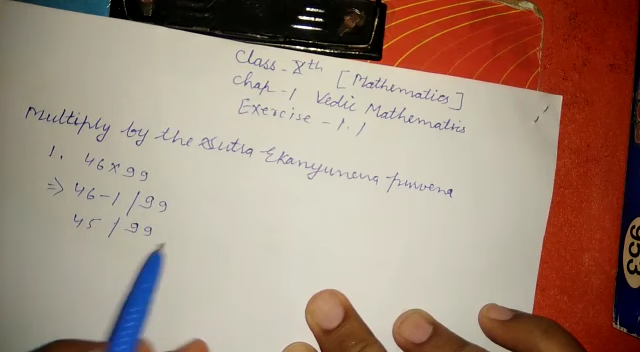 Class-Xth [Mathematics]
Chap-1 Vedic Mathematics
Exercise-1.1
Multiply by the Sutra Ekanyunena purvena
1. 46×99
⇒ 46-1/99
45/99
953